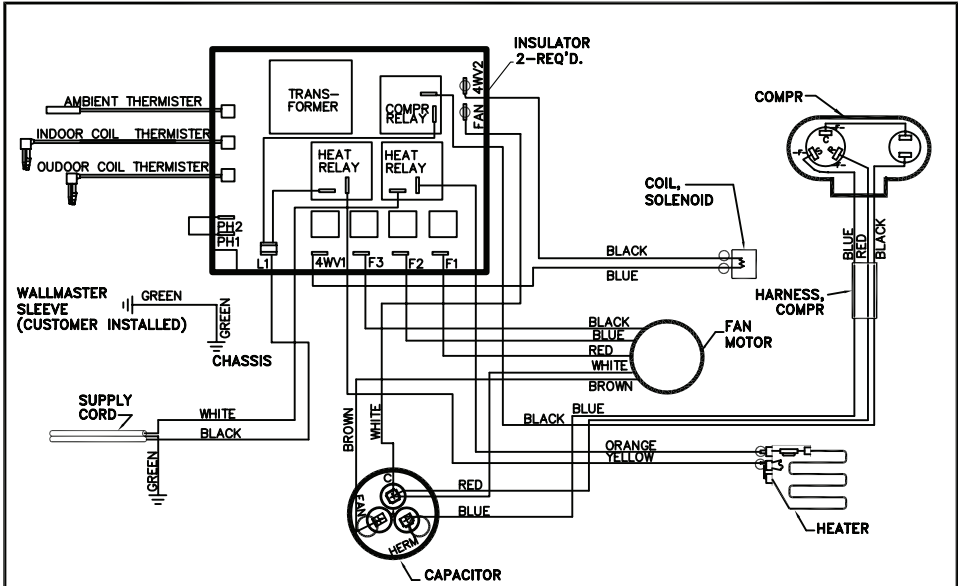 INSULATOR
2-REQ'D.
4WV2
FAN
TRANS-
FORMER
COMPR
RELAY
COMPR
C
S
R
AMBIENT THERMISTER
INDOOR COIL THERMISTER
OUDOOR COIL THERMISTER
HEAT
RELAY
HEAT
RELAY
COIL,
SOLENOID
PH2
PH1
L1
4WV1
F3
F2
F1
BLACK
BLUE
BLUE
RED
BLACK
HARNESS,
COMPR
WALLMASTER
SLEEVE
(CUSTOMER INSTALLED)
GREEN
GREEN
CHASSIS
BLACK
BLUE
RED
WHITE
BROWN
FAN
MOTOR
SUPPLY
CORD
WHITE
BLACK
GREEN
BROWN
WHITE
BLUE
BLACK
ORANGE
YELLOW
HEATER
C
FAN
HERM
RED
BLUE
CAPACITOR